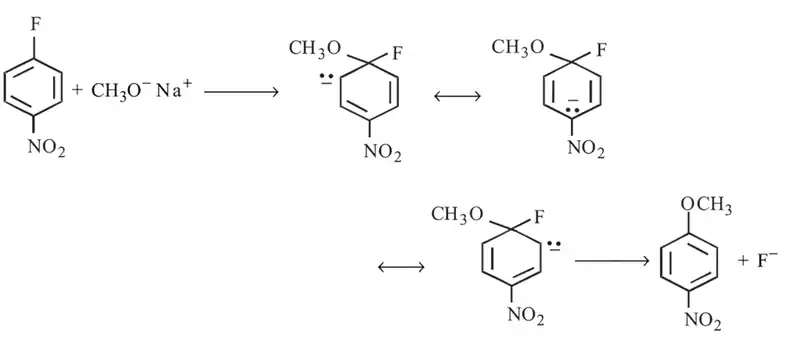 F
+ CH₃O⁻ Na⁺
NO₂
CH₃O F
NO₂
CH₃O F
NO₂
CH₃O F
NO₂
OCH₃
NO₂
+ F⁻